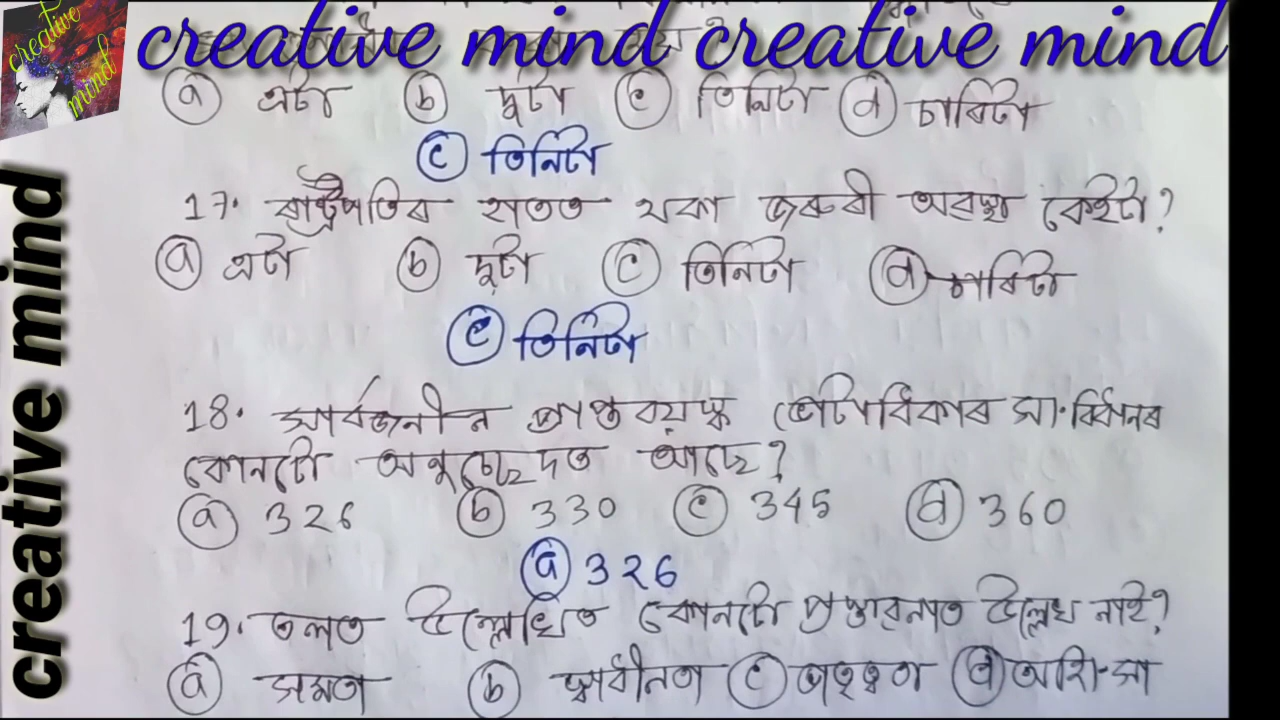 creative mind creative mind
creative mind
ⓐ এটা ⓑ দুটা ⓒ তিনিটা ⓓ চাৰিটা
ⓒ তিনিটা
17. ৰাষ্ট্ৰপতিৰ হাতত থকা জৰুৰী অৱস্থা কেইটা?
ⓐ এটা ⓑ দুটা ⓒ তিনিটা ⓓ চাৰিটা
ⓒ তিনিটা
18. সাৰ্বজনীন প্ৰাপ্তবয়স্ক ভোটাধিকাৰ সংবিধানৰ
কোনটো অনুচ্ছেদত আছে?
ⓐ 326 ⓑ 330 ⓒ 345 ⓓ 360
ⓐ 326
19. তলত উল্লেখিত কোনটো প্ৰস্তাৱনাত উল্লেখ নাই?
ⓐ সমতা ⓑ স্বাধীনতা ⓒ ভাতৃত্বতা ⓓ অহিংসা
creative mind